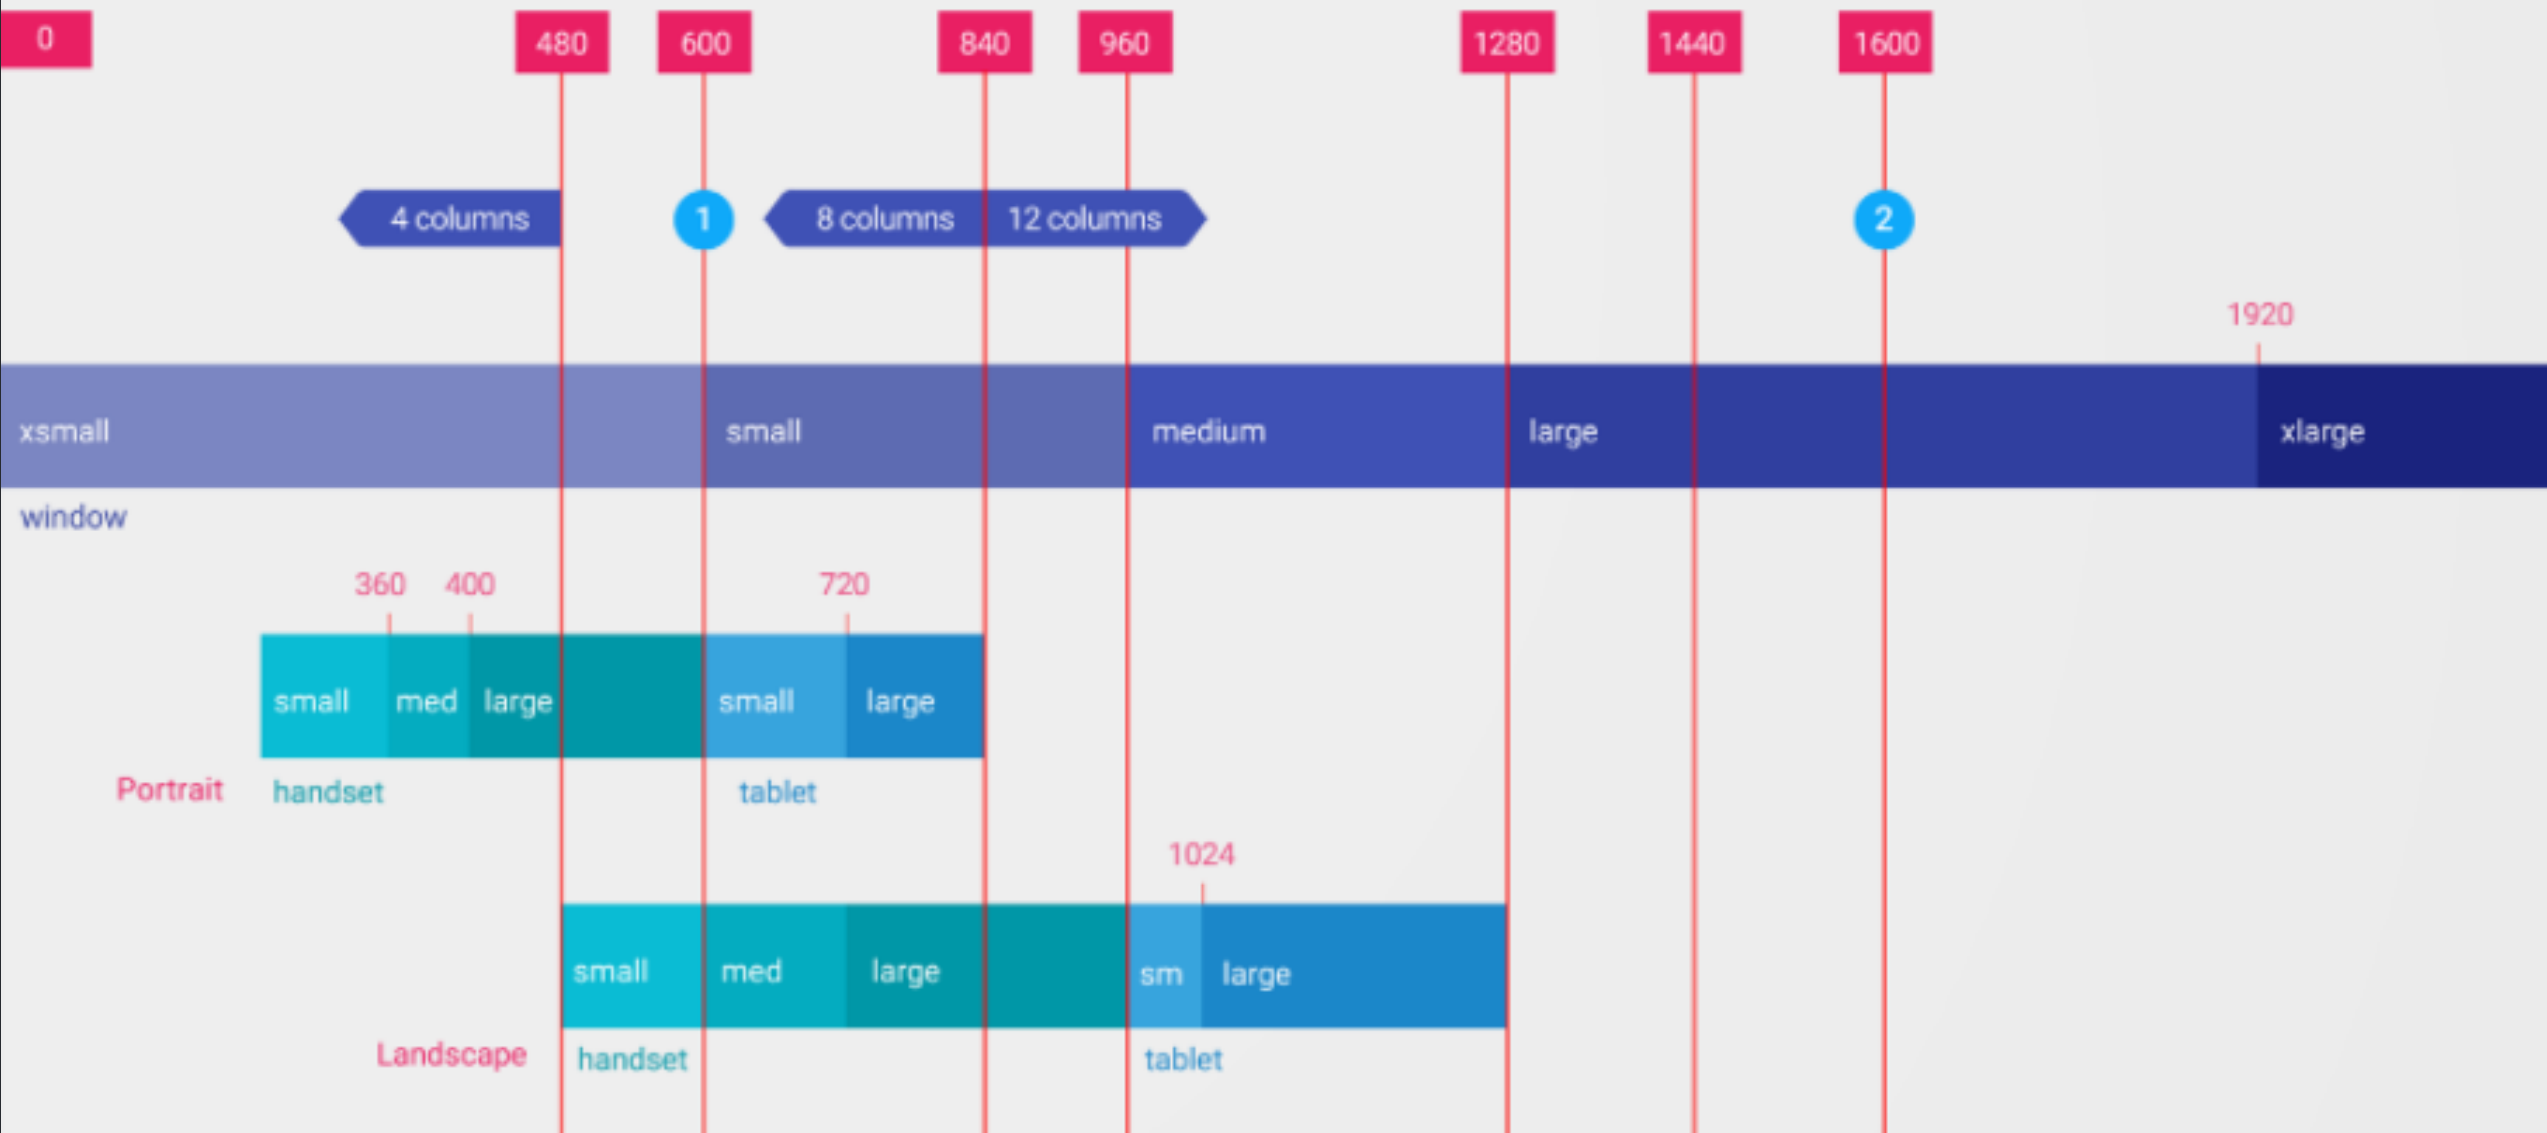 0 480 600 840 960 1280 1440 1600
4 columns 1 8 columns 12 columns 2
1920
xsmall small medium large xlarge
window
360 400 720
small med large small large
Portrait handset tablet
1024
small med large sm large
Landscape handset tablet